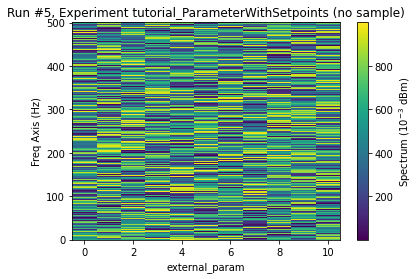 Run #5, Experiment tutorial_ParameterWithSetpoints (no sample)
500
400
300
200
100
0
Freq Axis (Hz)
0 2 4 6 8 10
external_param
800
600
400
200
Spectrum (10⁻³ dBm)